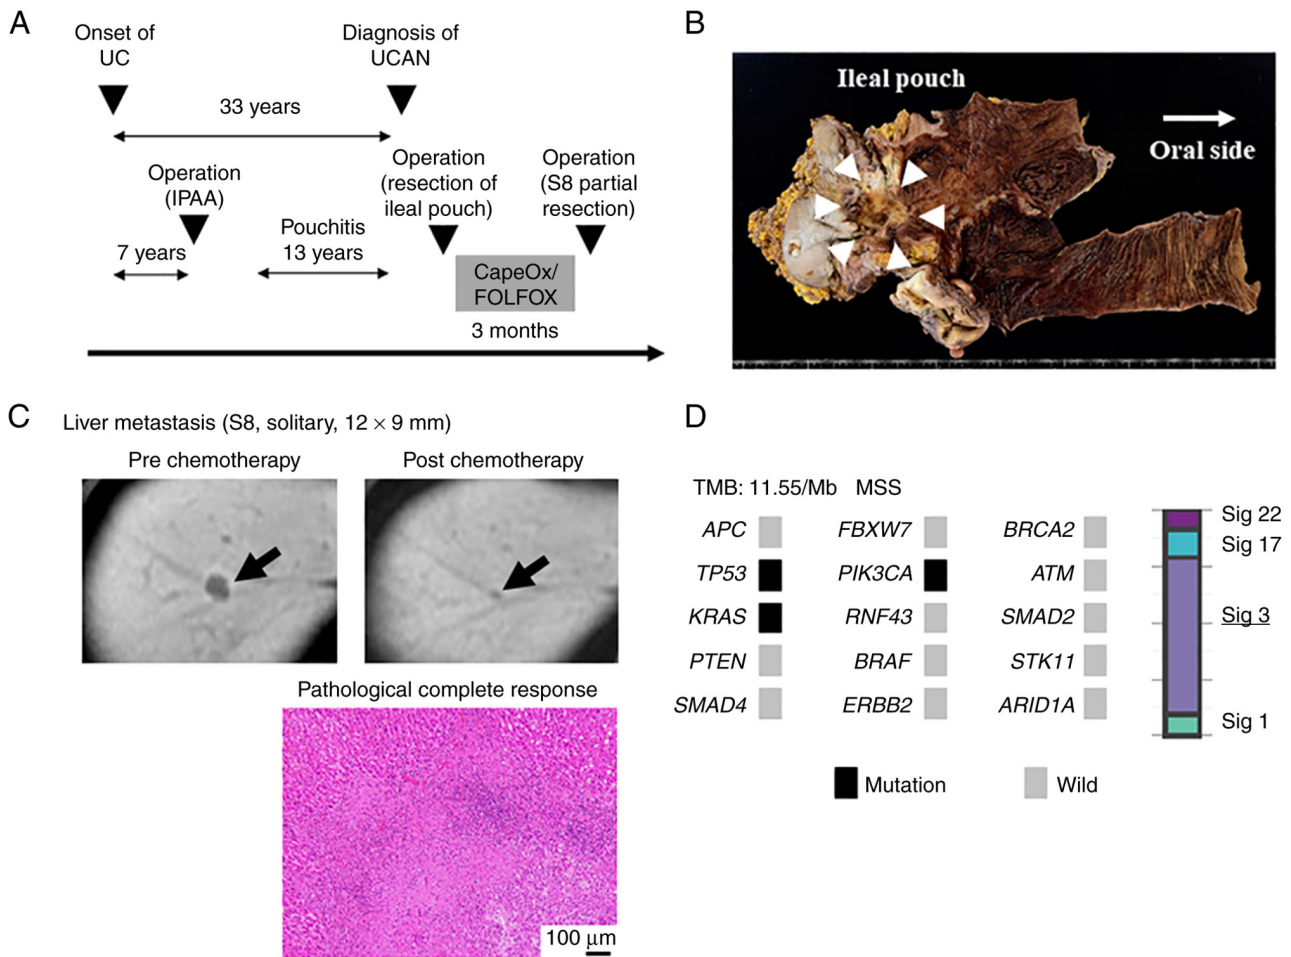 A
Onset of
UC
Diagnosis of
UCAN
33 years
Operation
(IPAA)
Operation
(resection of
ileal pouch)
Operation
(S8 partial
resection)
7 years
Pouchitis
13 years
CapeOx/
FOLFOX
3 months
B
Ileal pouch
Oral side
C
Liver metastasis (S8, solitary, 12 × 9 mm)
Pre chemotherapy
Post chemotherapy
Pathological complete response
100 µm
D
TMB: 11.55/Mb MSS
APC FBXW7 BRCA2
TP53 PIK3CA ATM
KRAS RNF43 SMAD2
PTEN BRAF STK11
SMAD4 ERBB2 ARID1A
Sig 22
Sig 17
Sig 3
Sig 1
Mutation
Wild